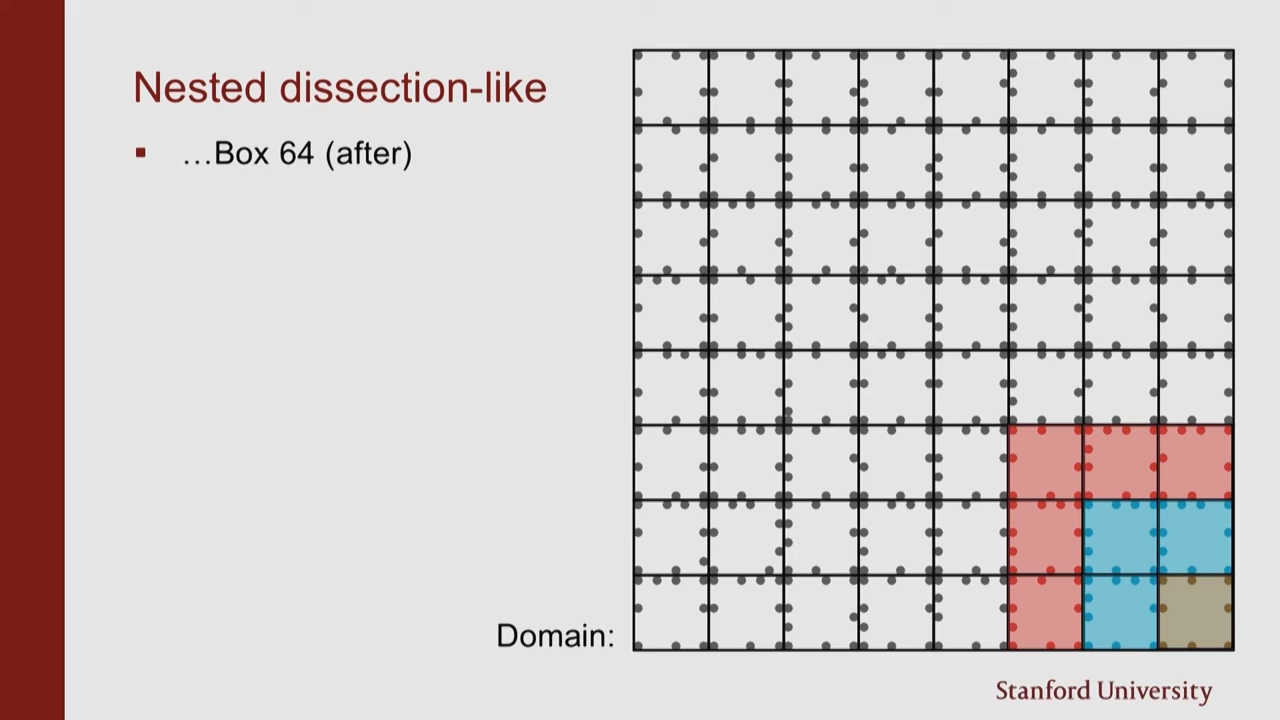 Nested dissection-like
…Box 64 (after)
Domain:
Stanford University